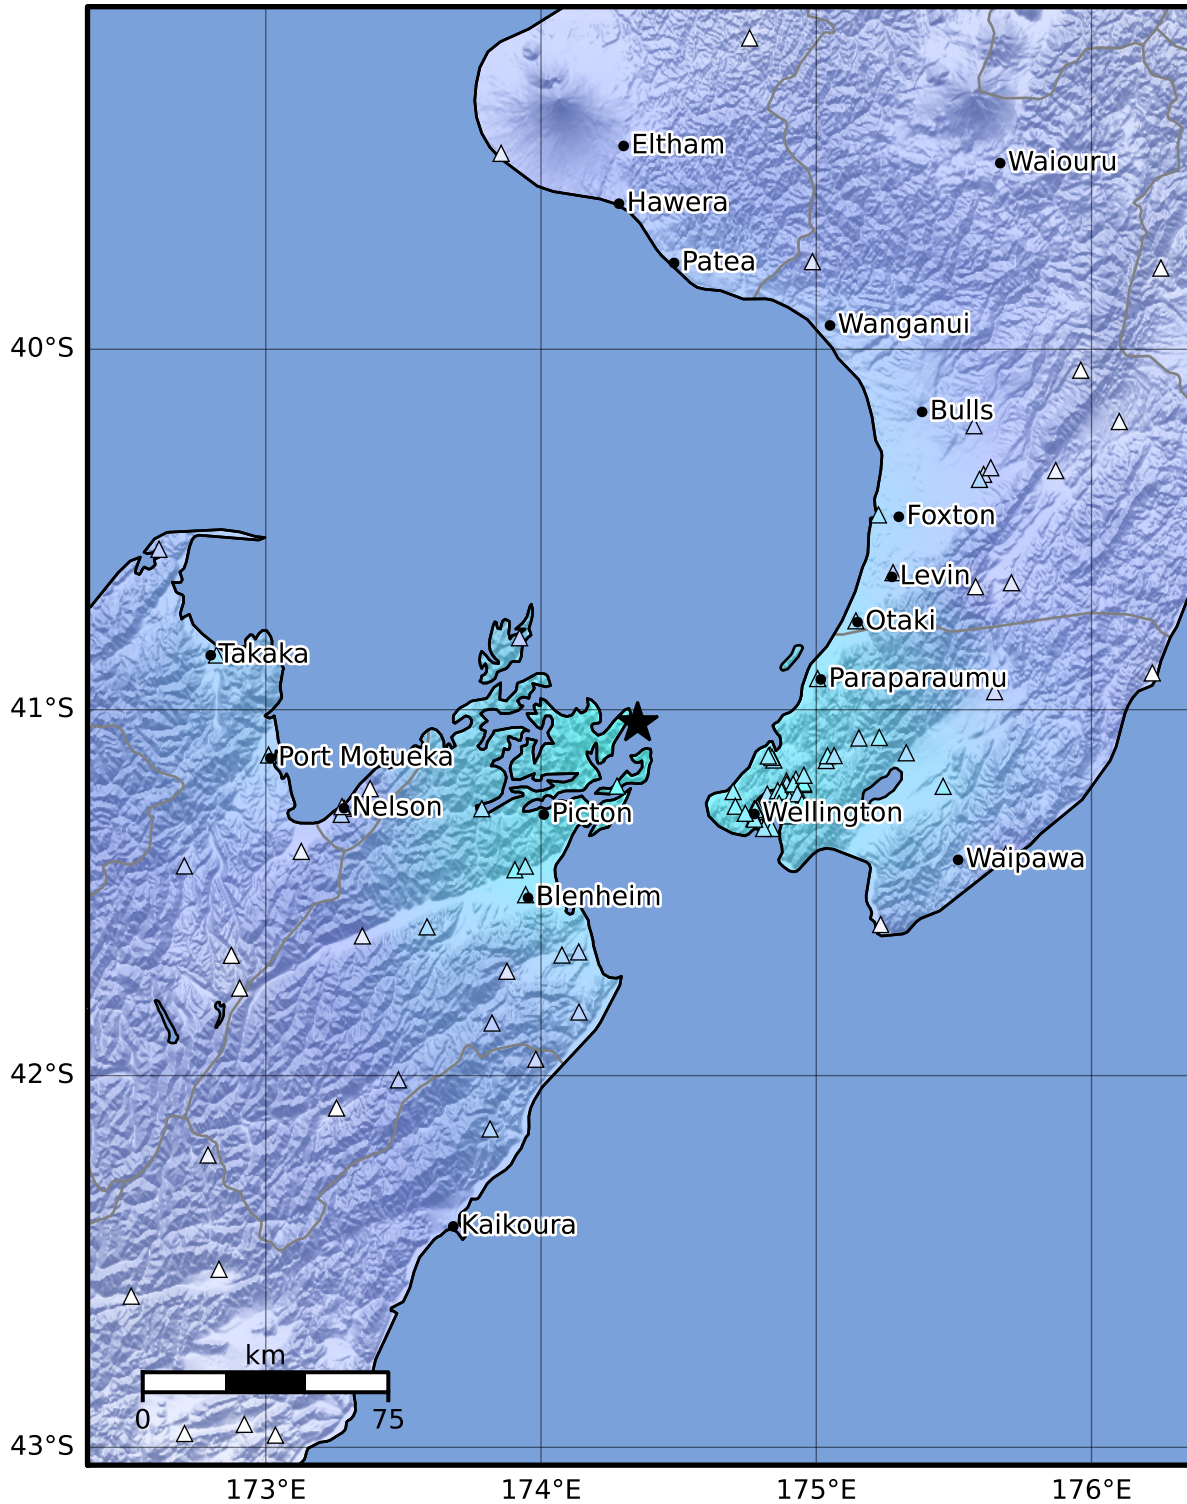 Eltham
Waiouru
Hawera
Patea
Wanganui
40°S
Bulls
Foxton
Levin
Otaki
Takaka
Paraparaumu
41°S
Port Motueka
Nelson
Picton
Wellington
Waipawa
Blenheim
42°S
Kaikoura
km
0
75
43°S
173°E
174°E
175°E
176°E